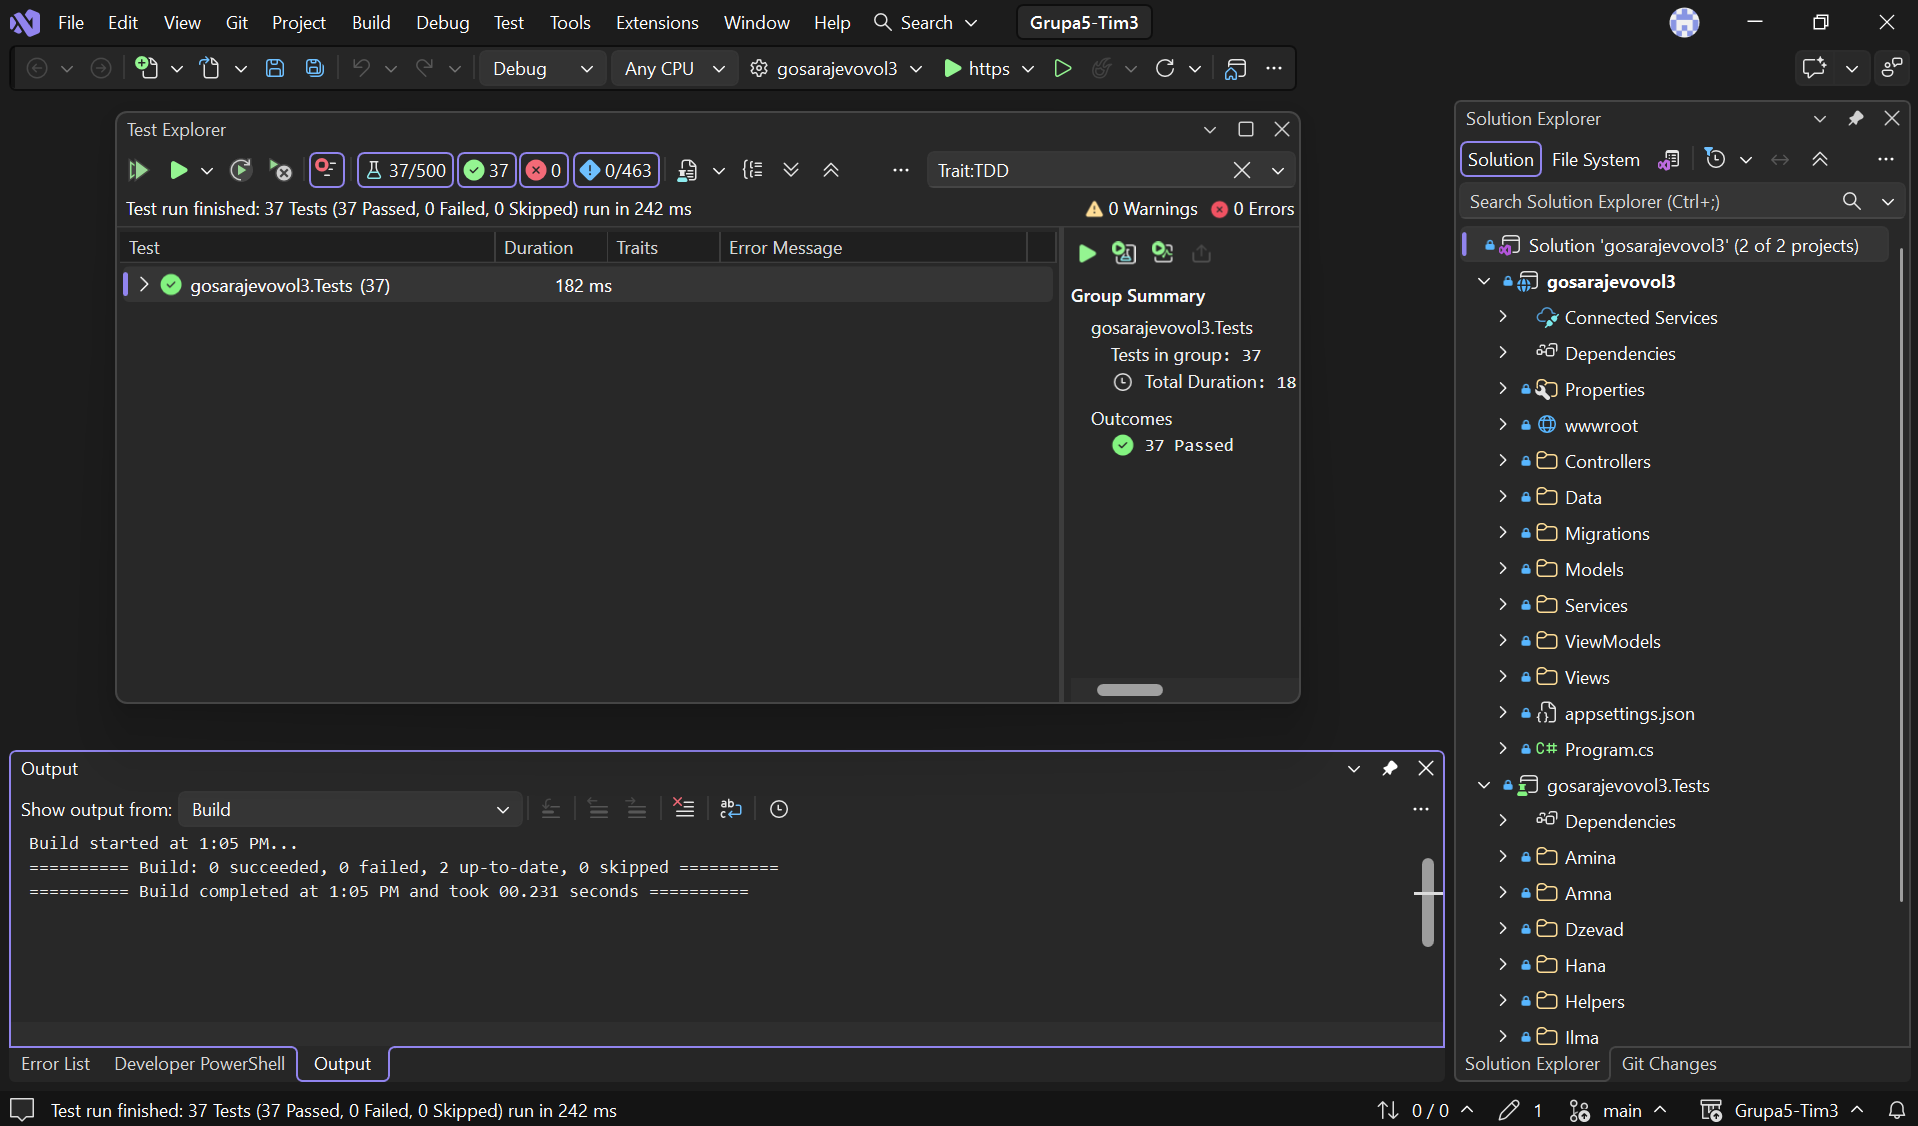 File Edit View Git Project Build Debug Test Tools Extensions Window Help Search Grupa5-Tim3
Debug Any CPU gosarajevovol3 https
Test Explorer
37/500 37 0 0/463 Trait:TDD
Test run finished: 37 Tests (37 Passed, 0 Failed, 0 Skipped) run in 242 ms 0 Warnings 0 Errors
Test Duration Traits Error Message
gosarajevovol3.Tests (37) 182 ms
Group Summary
gosarajevovol3.Tests
Tests in group: 37
Total Duration: 18
Outcomes
37 Passed
Output
Show output from: Build
Build started at 1:05 PM...
========== Build: 0 succeeded, 0 failed, 2 up-to-date, 0 skipped ==========
========== Build completed at 1:05 PM and took 00.231 seconds ==========
Error List Developer PowerShell Output
Solution Explorer
Solution File System
Search Solution Explorer (Ctrl+;)
Solution 'gosarajevovol3' (2 of 2 projects)
gosarajevovol3
Connected Services
Dependencies
Properties
wwwroot
Controllers
Data
Migrations
Models
Services
ViewModels
Views
appsettings.json
C# Program.cs
gosarajevovol3.Tests
Dependencies
Amina
Amna
Dzevad
Hana
Helpers
Ilma
Solution Explorer Git Changes
Test run finished: 37 Tests (37 Passed, 0 Failed, 0 Skipped) run in 242 ms 0 / 0 1 main Grupa5-Tim3